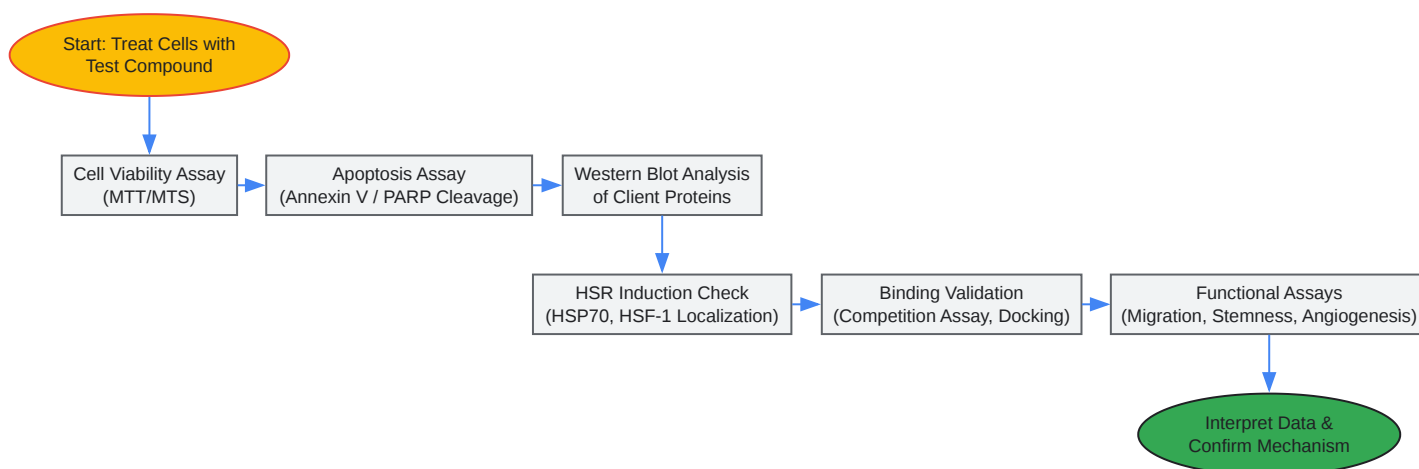 Start: Treat Cells with
Test Compound
Cell Viability Assay
(MTT/MTS)
Apoptosis Assay
(Annexin V / PARP Cleavage)
Western Blot Analysis
of Client Proteins
HSR Induction Check
(HSP70, HSF-1 Localization)
Binding Validation
(Competition Assay, Docking)
Functional Assays
(Migration, Stemness, Angiogenesis)
Interpret Data &
Confirm Mechanism